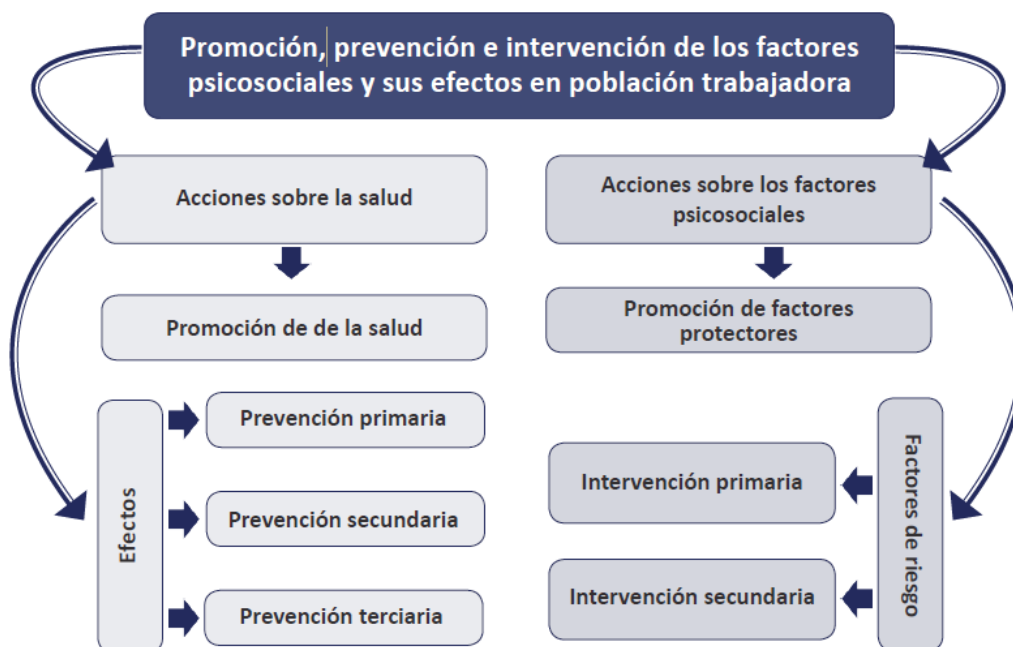 Promoción, prevención e intervención de los factores
psicosociales y sus efectos en población trabajadora
Acciones sobre la salud
Acciones sobre los factores
psicosociales
Promoción de de la salud
Promoción de factores
protectores
Efectos
Prevención primaria
Prevención secundaria
Prevención terciaria
Intervención primaria
Intervención secundaria
Factores de riesgo